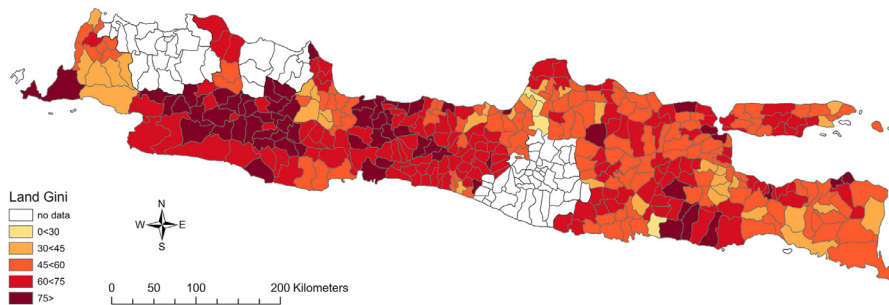 Land Gini
no data
0<30
30<45
45<60
60<75
75>
N
W E
S
0 50 100 200 Kilometers